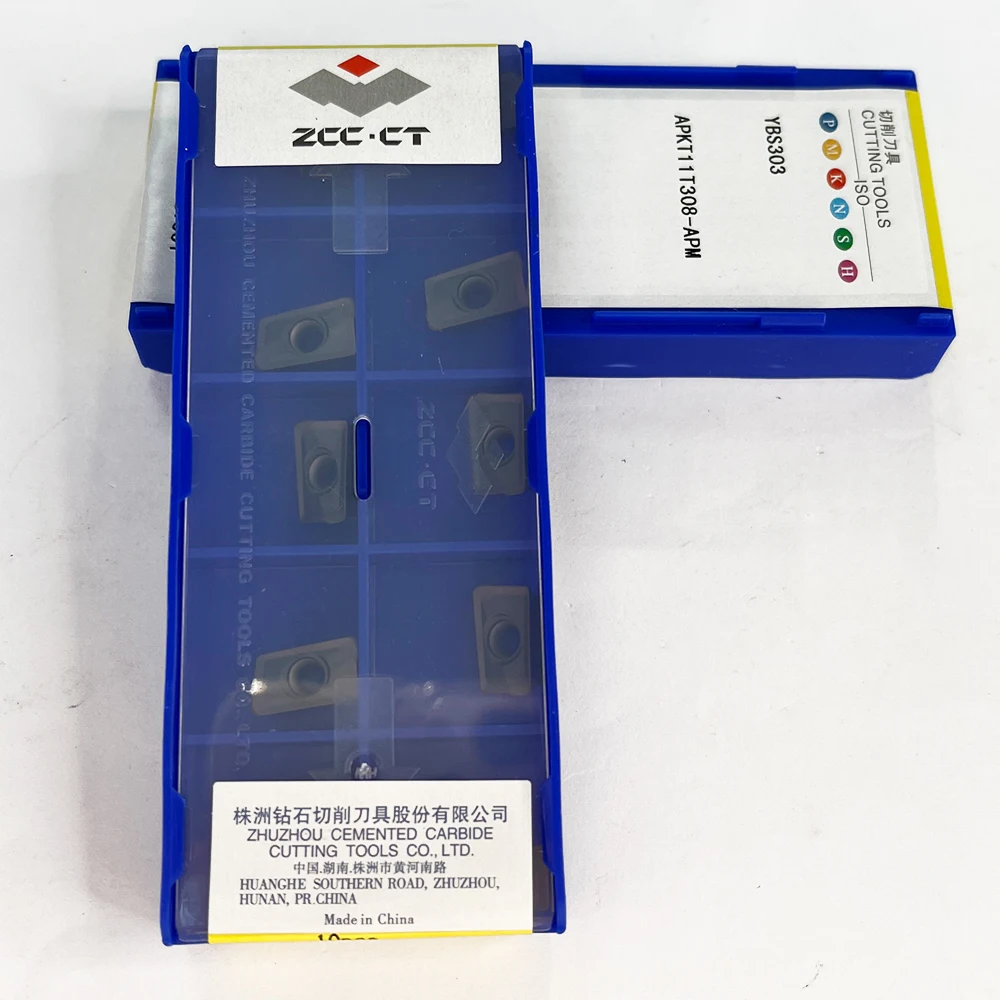 ZCC·CT
ZHUZHOU CEMENTED CARBIDE CUTTING TOOLS CO., LTD.
ZCC·CT
株洲钻石切削刀具股份有限公司
ZHUZHOU CEMENTED CARBIDE
CUTTING TOOLS CO., LTD.
中国.湖南.株洲市黄河南路
HUANGHE SOUTHERN ROAD, ZHUZHOU,
HUNAN, PR.CHINA
Made in China
切削刀具
CUTTING TOOLS
ISO
P M K N S H
YBS303
APKT11T308-APM